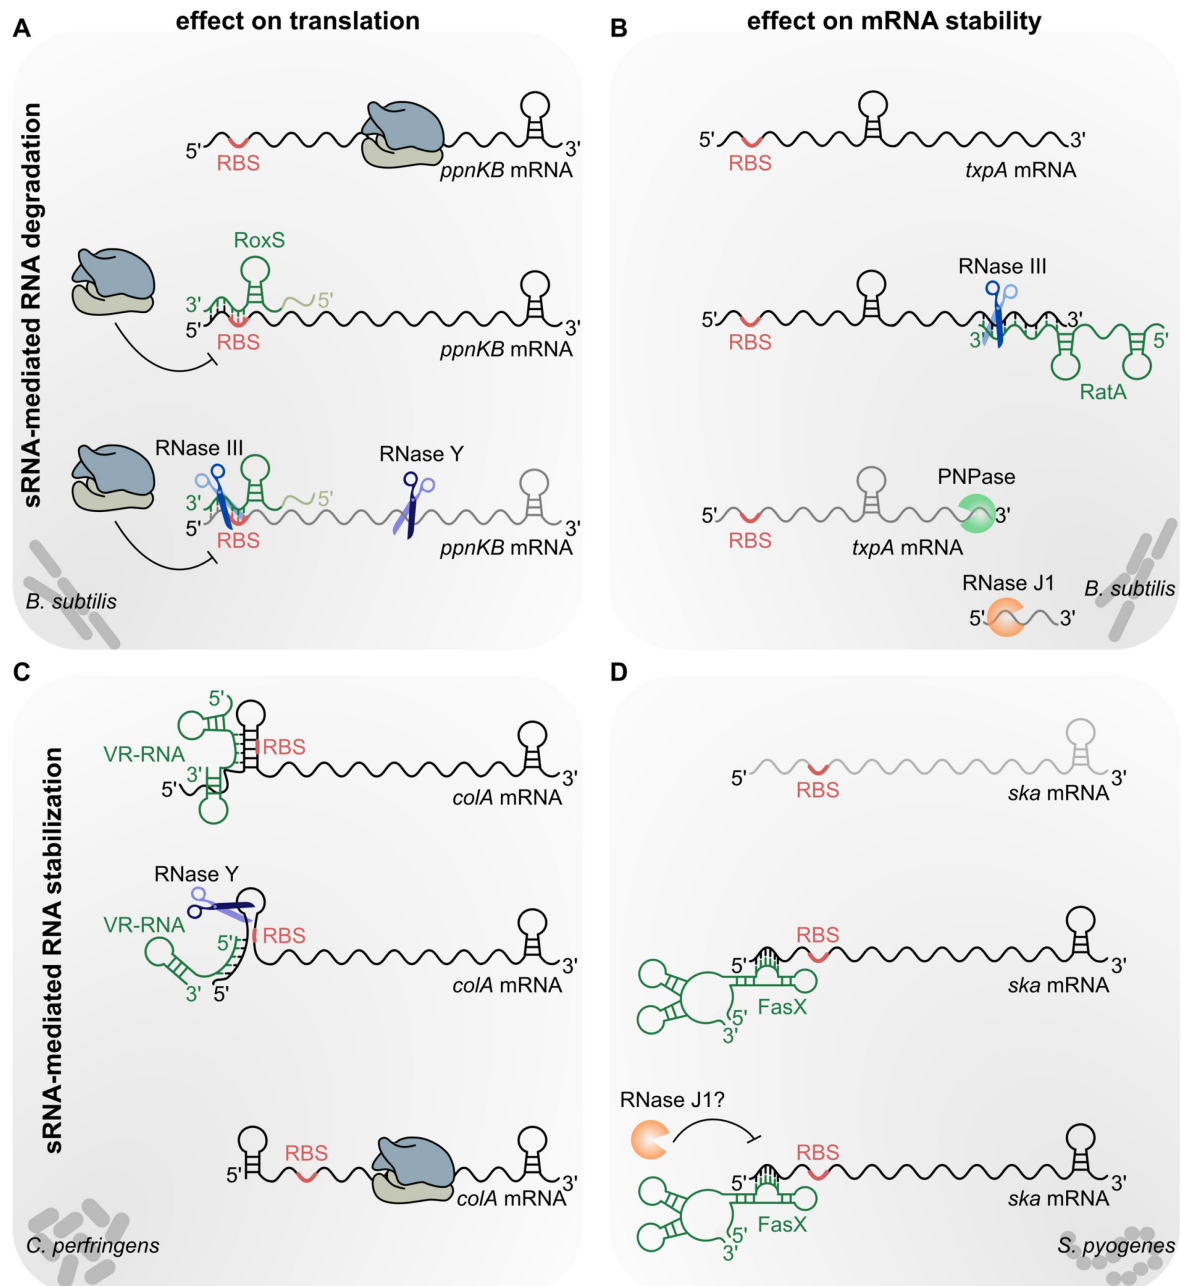 A
effect on translation
B
effect on mRNA stability
sRNA-mediated RNA degradation
5'
RBS
ppnKB mRNA
3'
RoxS
3'
5'
5'
RBS
ppnKB mRNA
3'
RNase III
RNase Y
3'
5'
5'
RBS
ppnKB mRNA
3'
B. subtilis
5'
RBS
txpA mRNA
3'
RNase III
5'
RBS
3'
3'
5'
RatA
PNPase
5'
RBS
txpA mRNA
3'
RNase J1
5'
3'
B. subtilis
C
D
sRNA-mediated RNA stabilization
5'
VR-RNA
RBS
3'
5'
colA mRNA
3'
RNase Y
VR-RNA
5'
RBS
3'
5'
colA mRNA
3'
RBS
5'
colA mRNA
3'
C. perfringens
5'
RBS
ska mRNA
3'
RBS
5'
3'
ska mRNA
FasX
5'
3'
RNase J1?
RBS
5'
3'
ska mRNA
FasX
5'
3'
S. pyogenes